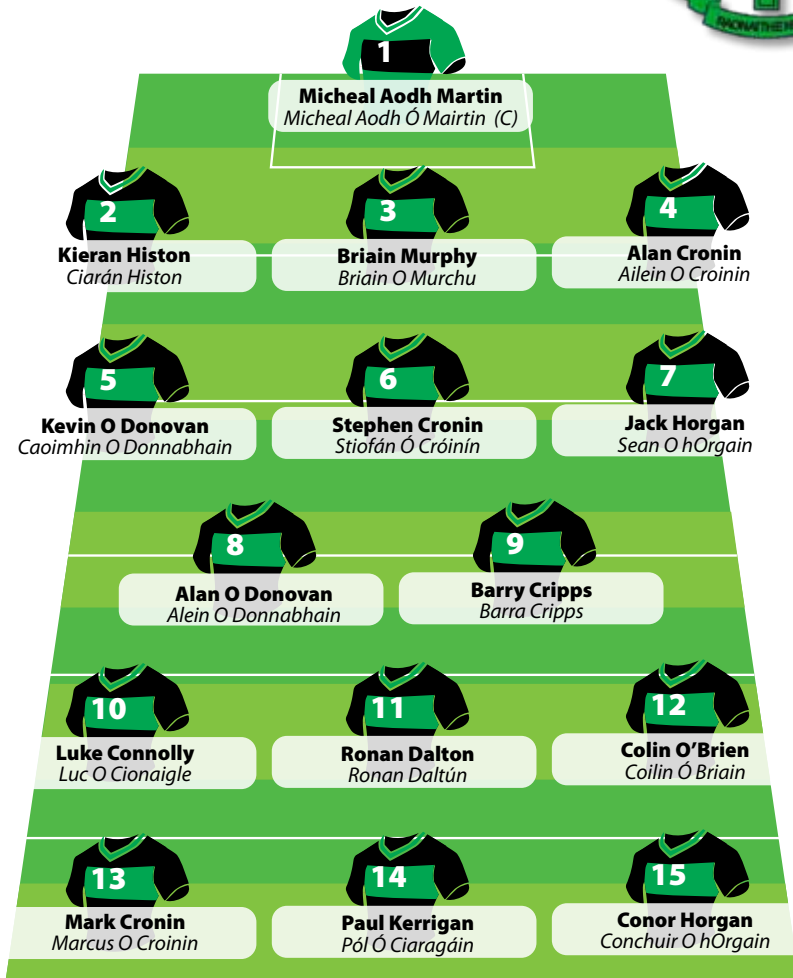 1
Micheal Aodh Martin
Micheal Aodh Ó Mairtin (C)
2
Kieran Histon
Ciarán Histon
3
Briain Murphy
Briain O Murchu
4
Alan Cronin
Ailein O Croinin
5
Kevin O Donovan
Caoimhin O Donnabhain
6
Stephen Cronin
Stiofán Ó Cróinín
7
Jack Horgan
Sean O hOrgain
8
Alan O Donovan
Alein O Donnabhain
9
Barry Cripps
Barra Cripps
10
Luke Connolly
Luc O Cionaigle
11
Ronan Dalton
Ronan Daltún
12
Colin O’Brien
Coilin Ó Briain
13
Mark Cronin
Marcus O Croinin
14
Paul Kerrigan
Pól Ó Ciaragáin
15
Conor Horgan
Conchuir O hOrgain